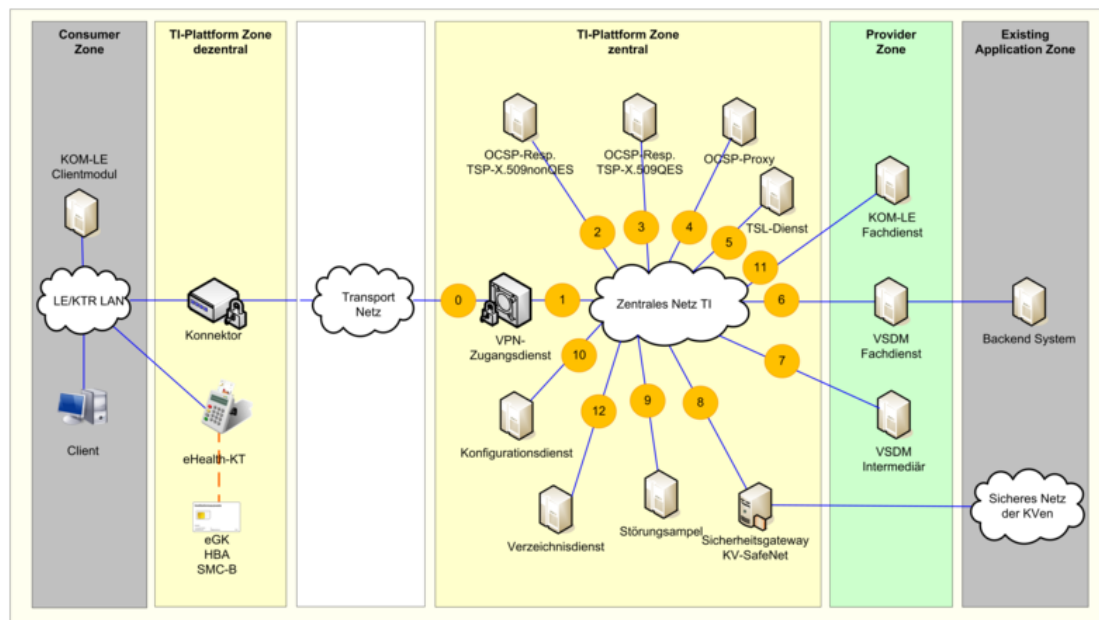 Consumer
Zone
TI-Plattform Zone
dezentral
TI-Plattform Zone
zentral
Provider
Zone
Existing
Application Zone
KOM-LE
Clientmodul
OCSP-Resp.
TSP-X.509nonQES
OCSP-Resp.
TSP-X.509QES
OCSP-Proxy
TSL-Dienst
KOM-LE
Fachdienst
2
3
4
5
11
LE/KTR LAN
Konnektor
Transport
Netz
0
VPN-
Zugangsdienst
1
Zentrales Netz TI
6
VSDM
Fachdienst
Backend System
10
12
9
8
7
Client
eHealth-KT
Konfigurationsdienst
VSDM
Intermediär
eGK
HBA
SMC-B
Verzeichnisdienst
Störungsampel
Sicherheitsgateway
KV-SafeNet
Sicheres Netz
der KVen